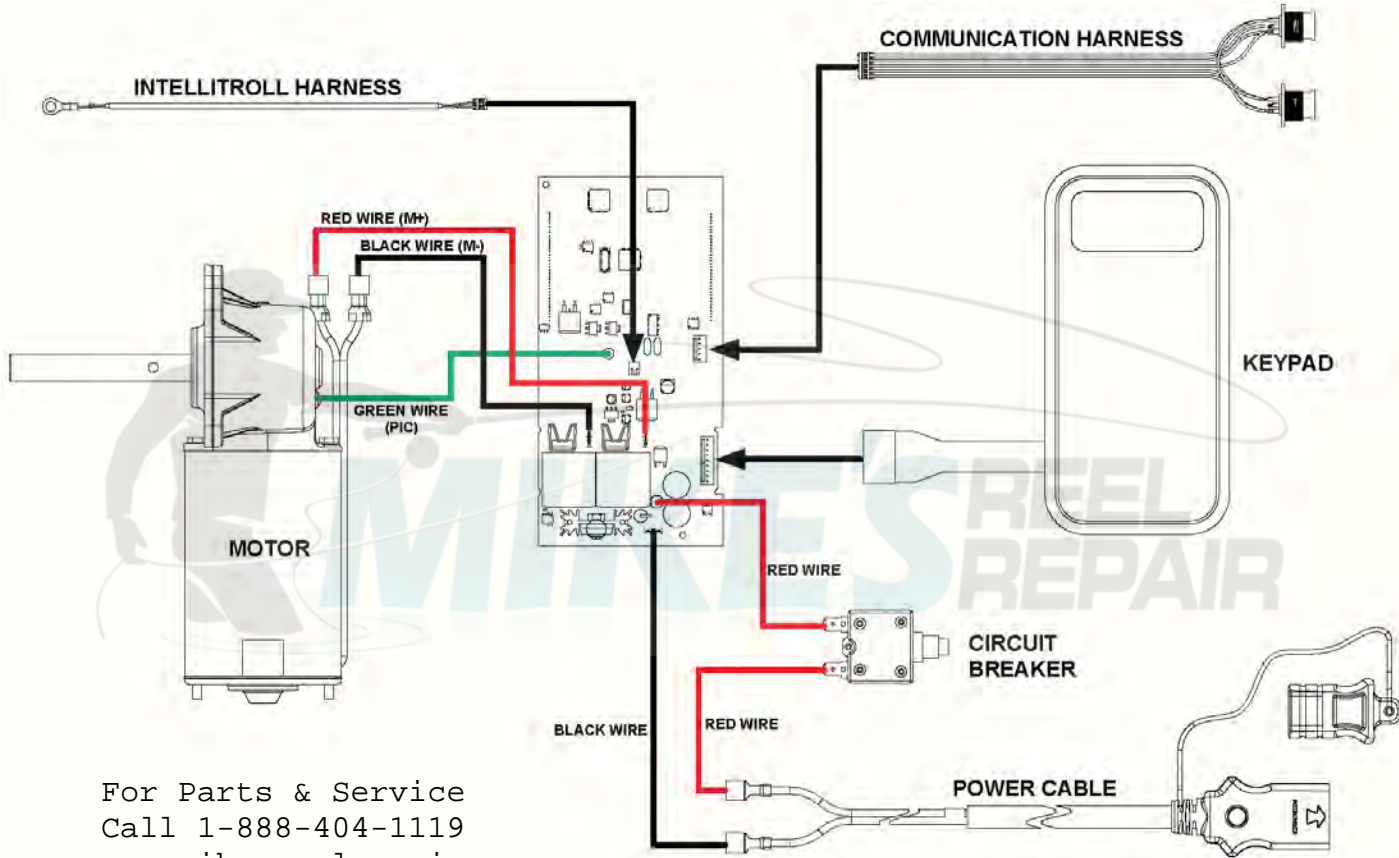 COMMUNICATION HARNESS
INTELLITROLL HARNESS
RED WIRE (M+)
BLACK WIRE (M-)
KEYPAD
GREEN WIRE
(PIC)
MOTOR
MIKE'S
REEL
REPAIR
RED WIRE
CIRCUIT
BREAKER
BLACK WIRE
RED WIRE
POWER CABLE
For Parts & Service
Call 1-888-404-1119